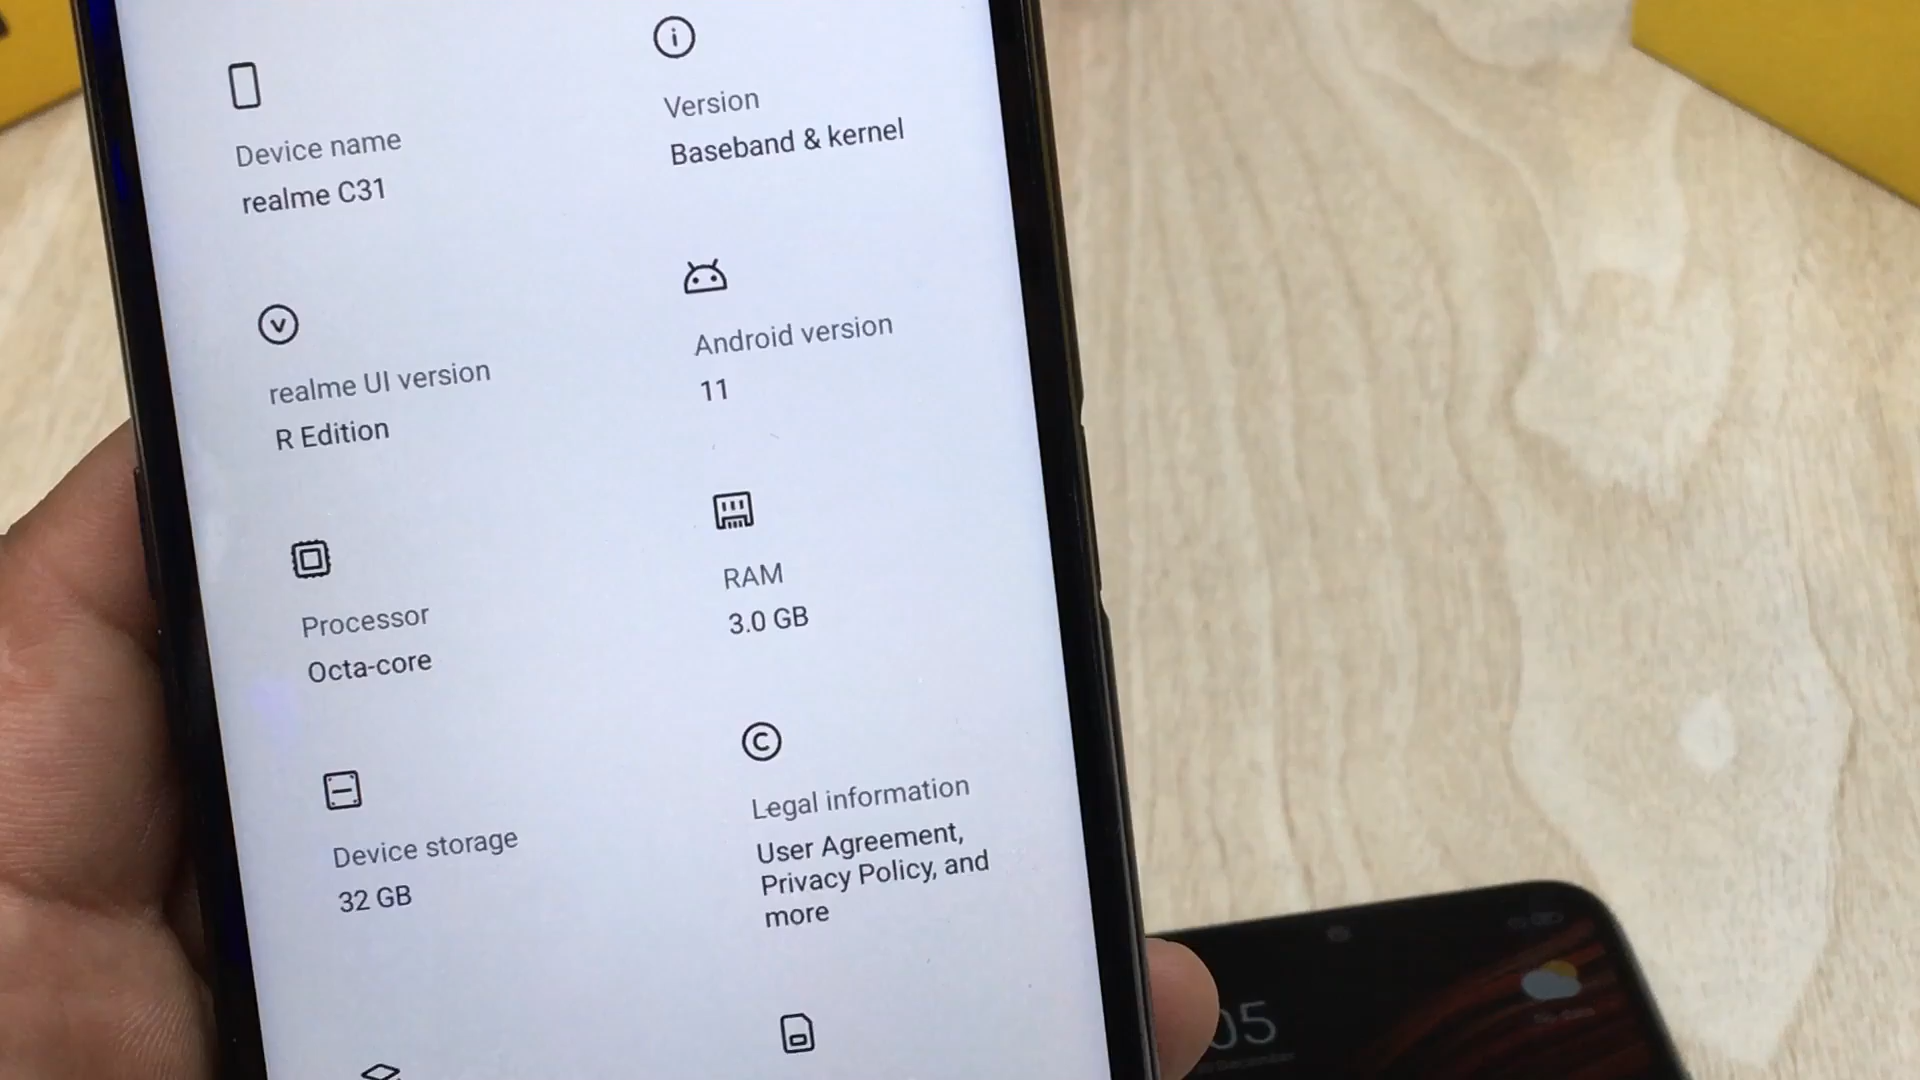 Device name
realme C31
Version
Baseband & kernel
realme UI version
R Edition
Android version
11
Processor
Octa-core
RAM
3.0 GB
Device storage
32 GB
Legal information
User Agreement,
Privacy Policy, and
more
05